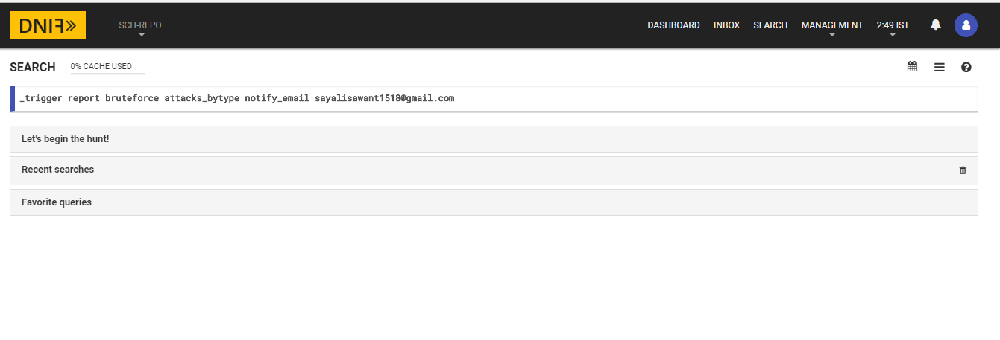 DNIF»
SCIT-REPO
DASHBOARD INBOX SEARCH MANAGEMENT 2:49 IST
SEARCH 0% CACHE USED
_trigger report bruteforce attacks_bytype notify_email sayalisawant1518@gmail.com
Let's begin the hunt!
Recent searches
Favorite queries